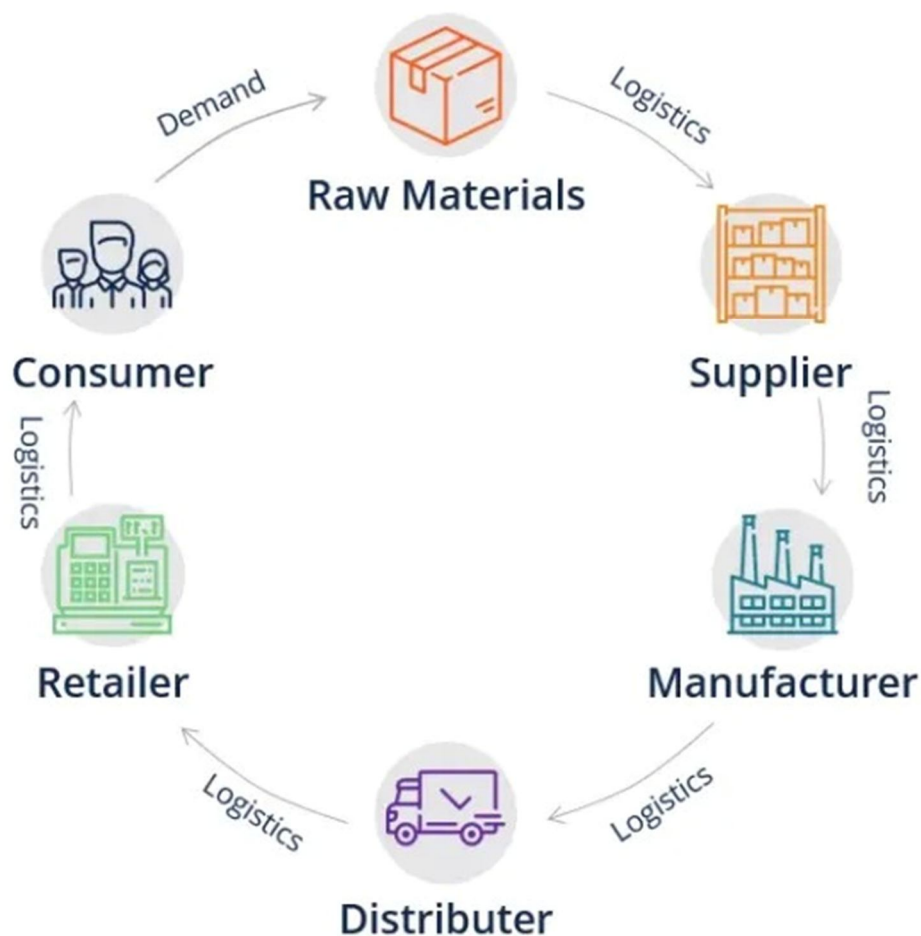 Demand
Logistics
Raw Materials
Consumer
Supplier
Logistics
Logistics
Retailer
Manufacturer
Logistics
Logistics
Distributer